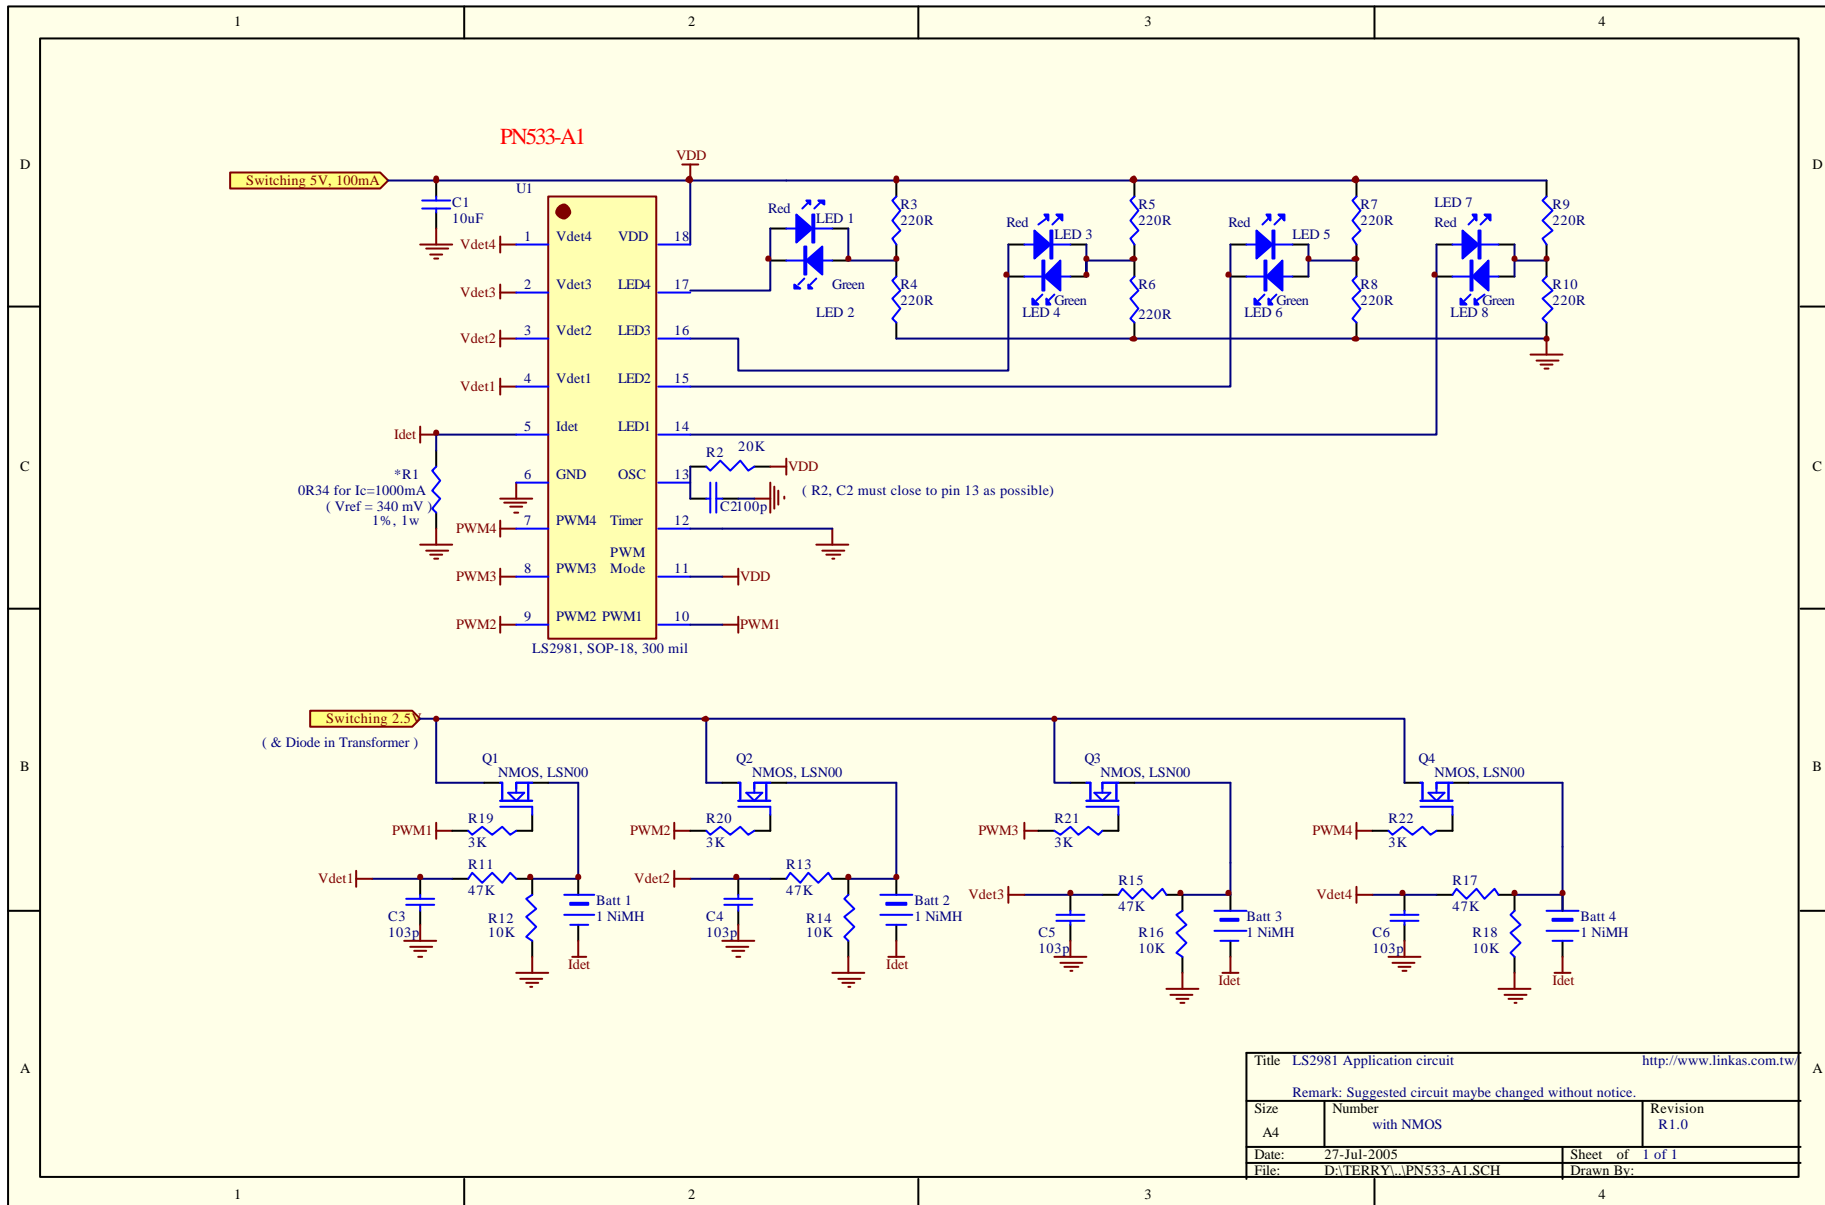 1 2 3 4
D D
C C
B B
A A
PN533-A1
VDD
Switching 5V, 100mA
C1
10uF
U1
Vdet4 1 Vdet4 VDD 18
Vdet3 2 Vdet3 LED4 17
Vdet2 3 Vdet2 LED3 16
Vdet1 4 Vdet1 LED2 15
Idet 5 Idet LED1 14
6 GND OSC 13
PWM4 7 PWM4 Timer 12
PWM3 8 PWM3 PWM Mode 11 VDD
PWM2 9 PWM2 PWM1 10 PWM1
LS2981, SOP-18, 300 mil
*R1
0R34 for Ic=1000mA
( Vref = 340 mV )
1%, 1w
R2 20K
VDD
C2 100p
( R2, C2 must close to pin 13 as possible)
Red
LED 1
Green
LED 2
R3
220R
R4
220R
Red
LED 3
Green
LED 4
R5
220R
R6
220R
Red
LED 5
Green
LED 6
R7
220R
R8
220R
LED 7
Red
Green
LED 8
R9
220R
R10
220R
Switching 2.5V
( & Diode in Transformer )
Q1
NMOS, LSN00
PWM1
R19
3K
Vdet1
R11
47K
C3
103p
R12
10K
Batt 1
1 NiMH
Idet
Q2
NMOS, LSN00
PWM2
R20
3K
Vdet2
R13
47K
C4
103p
R14
10K
Batt 2
1 NiMH
Idet
Q3
NMOS, LSN00
PWM3
R21
3K
Vdet3
R15
47K
C5
103p
R16
10K
Batt 3
1 NiMH
Idet
Q4
NMOS, LSN00
PWM4
R22
3K
Vdet4
R17
47K
C6
103p
R18
10K
Batt 4
1 NiMH
Idet
Title LS2981 Application circuit http://www.linkas.com.tw/
Remark: Suggested circuit maybe changed without notice.
Size Number Revision
A4 with NMOS R1.0
Date: 27-Jul-2005 Sheet of 1 of 1
File: D:\TERRY\..\PN533-A1.SCH Drawn By:
1 2 3 4